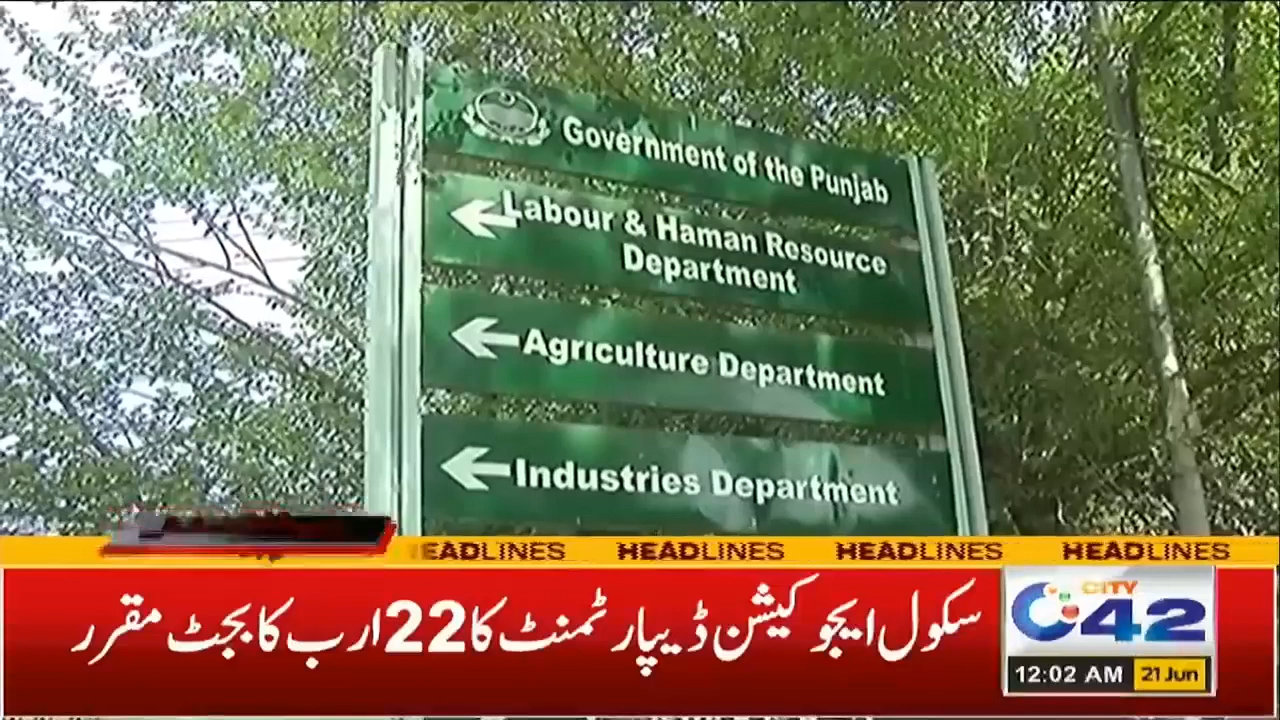 Government of the Punjab
Labour & Haman Resource
Department
Agriculture Department
Industries Department
EADLINES HEADLINES HEADLINES HEADLINES
سکول ایجوکیشن ڈیپارٹمنٹ کا 22 ارب کا بجٹ مقرر
CITY
42
12:02 AM 21 Jun